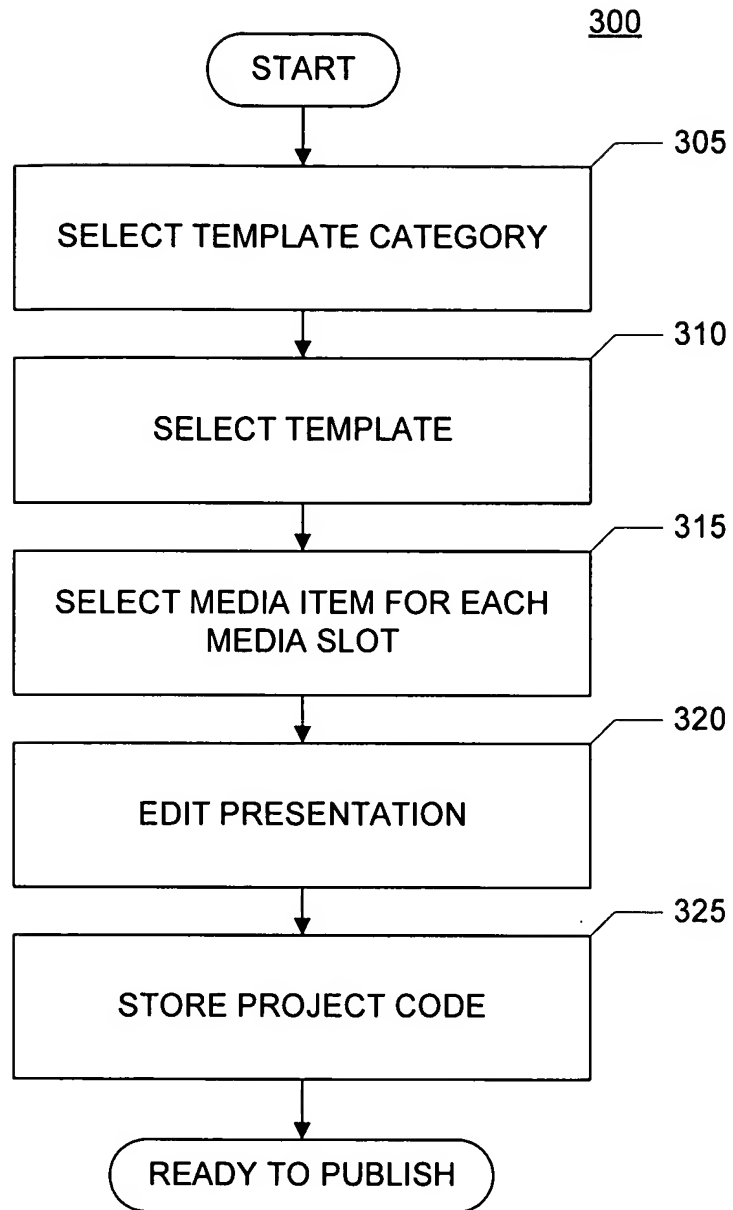 300
START
305
SELECT TEMPLATE CATEGORY
310
SELECT TEMPLATE
315
SELECT MEDIA ITEM FOR EACH
MEDIA SLOT
320
EDIT PRESENTATION
325
STORE PROJECT CODE
READY TO PUBLISH